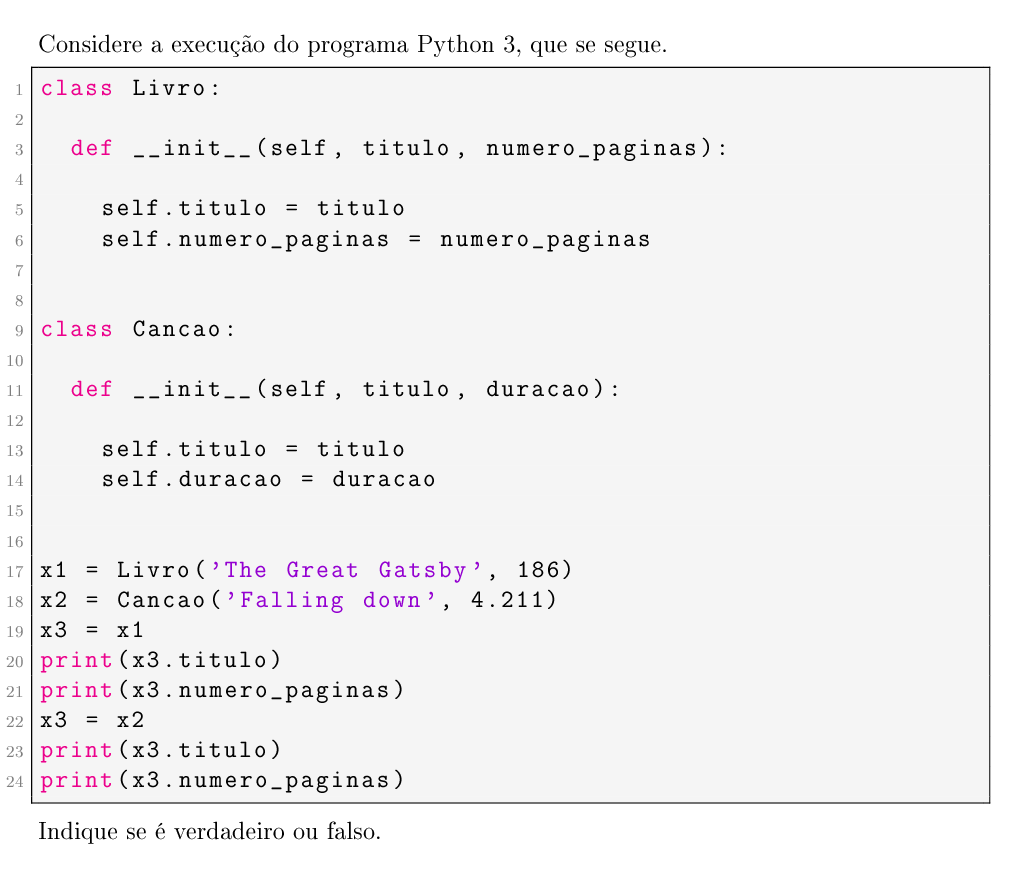 Considere a execução do programa Python 3, que se segue.
1 class Livro:
2
3   def __init__(self, titulo, numero_paginas):
4
5     self.titulo = titulo
6     self.numero_paginas = numero_paginas
7
8
9 class Cancao:
10
11   def __init__(self, titulo, duracao):
12
13     self.titulo = titulo
14     self.duracao = duracao
15
16
17 x1 = Livro('The Great Gatsby', 186)
18 x2 = Cancao('Falling down', 4.211)
19 x3 = x1
20 print(x3.titulo)
21 print(x3.numero_paginas)
22 x3 = x2
23 print(x3.titulo)
24 print(x3.numero_paginas)
Indique se é verdadeiro ou falso.